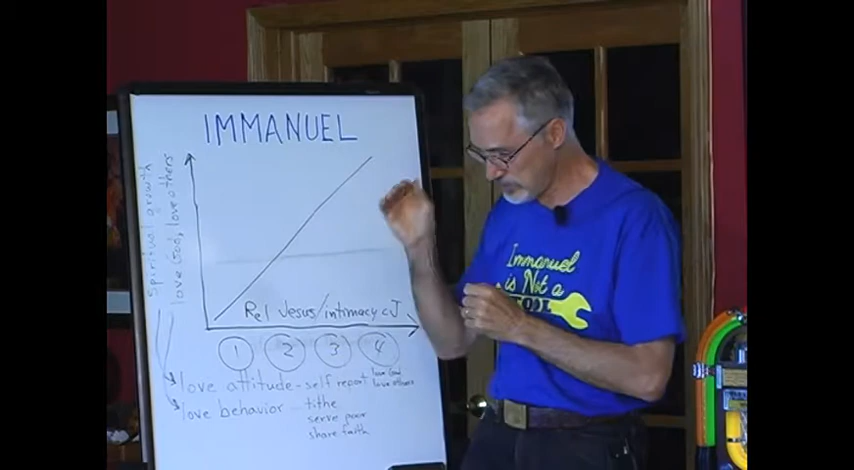 IMMANUEL
Spiritual growth
love God, love others
Rel Jesus/intimacy c J
1 2 3 4
love attitude - self report love God
love others
love behavior - tithe
serve poor
share faith
Immanuel
is Not a
TOOL